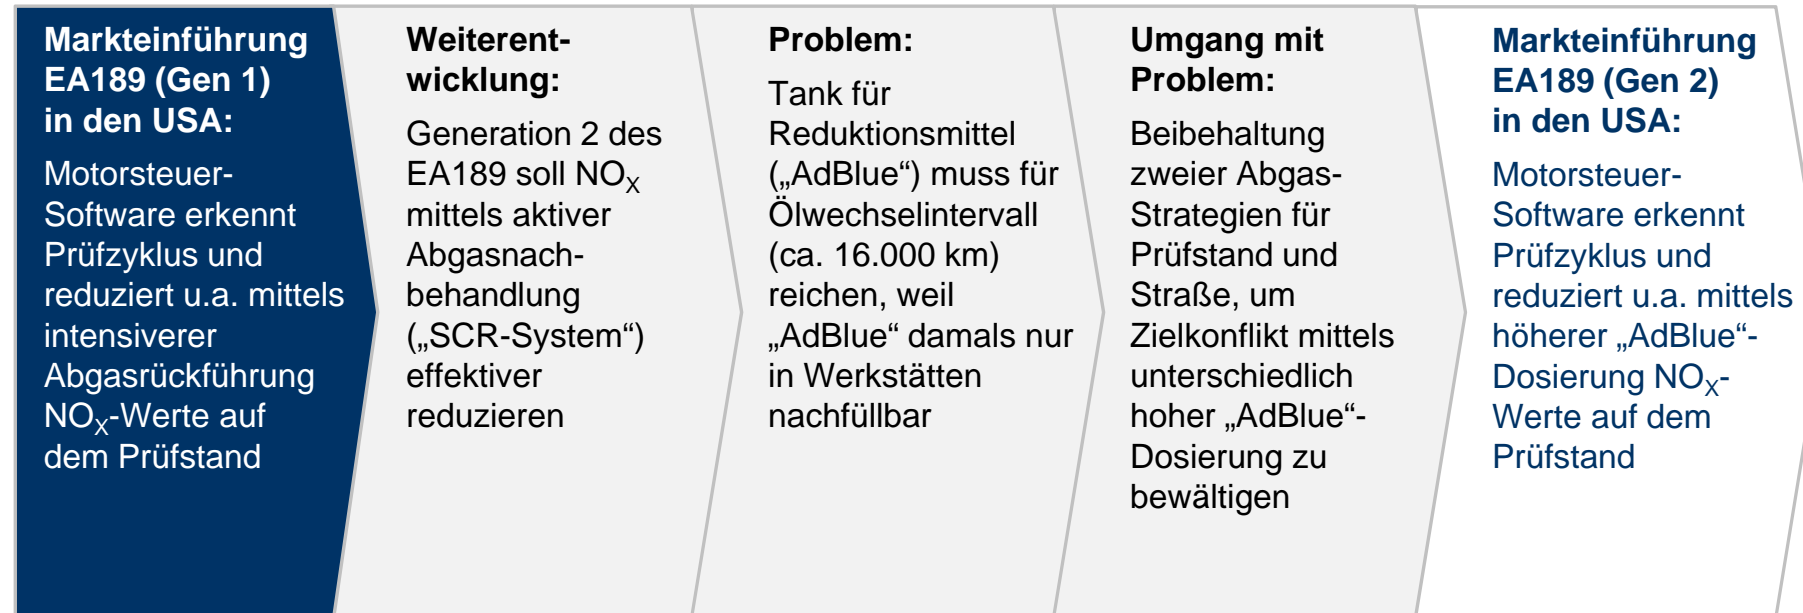 Markteinführung
EA189 (Gen 1)
in den USA:
Motorsteuer-
Software erkennt
Prüfzyklus und
reduziert u.a. mittels
intensiverer
Abgasrückführung
NOX-Werte auf
dem Prüfstand
Weiterent-
wicklung:
Generation 2 des
EA189 soll NOX
mittels aktiver
Abgasnach-
behandlung
(„SCR-System“)
effektiver
reduzieren
Problem:
Tank für
Reduktionsmittel
(„AdBlue“) muss für
Ölwechselintervall
(ca. 16.000 km)
reichen, weil
„AdBlue“ damals nur
in Werkstätten
nachfüllbar
Umgang mit
Problem:
Beibehaltung
zweier Abgas-
Strategien für
Prüfstand und
Straße, um
Zielkonflikt mittels
unterschiedlich
hoher „AdBlue“-
Dosierung zu
bewältigen
Markteinführung
EA189 (Gen 2)
in den USA:
Motorsteuer-
Software erkennt
Prüfzyklus und
reduziert u.a. mittels
höherer „AdBlue“-
Dosierung NOX-
Werte auf dem
Prüfstand